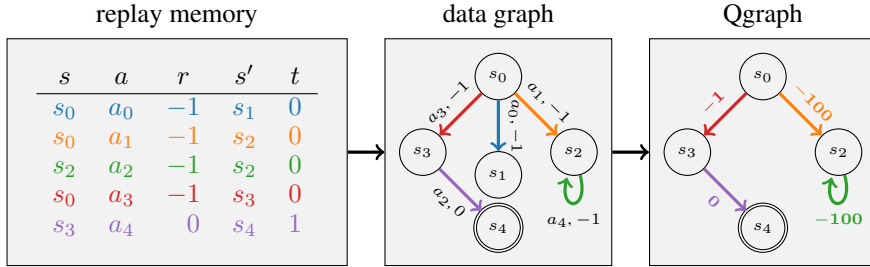 replay memory
data graph
Qgraph
s a r s′ t
s₀ a₀ −1 s₁ 0
s₀ a₁ −1 s₂ 0
s₂ a₂ −1 s₂ 0
s₀ a₃ −1 s₃ 0
s₃ a₄ 0 s₄ 1
s₀
a₃, −1
a₀, −1
a₁, −1
s₃
s₁
s₂
a₂, 0
s₄
a₄, −1
s₀
−1
−100
s₃
s₂
0
s₄
−100